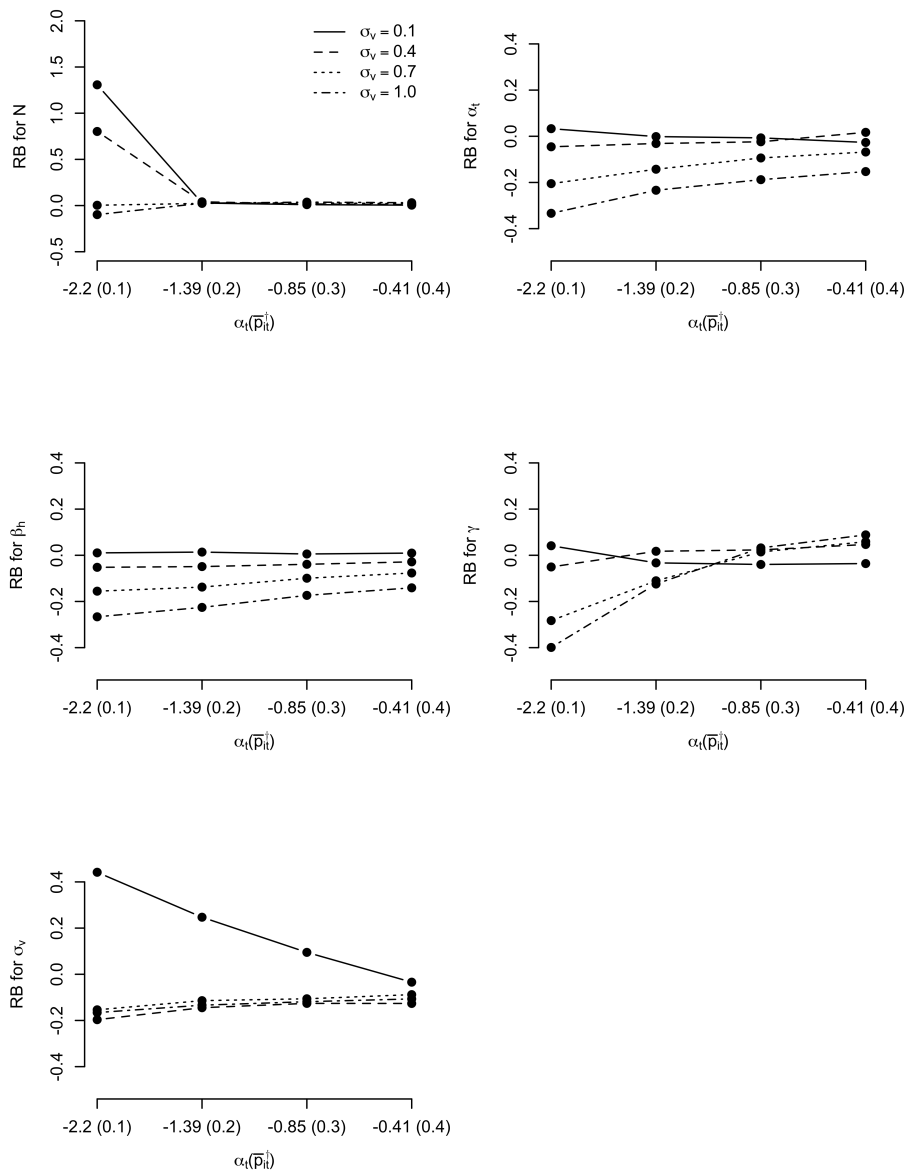 RB for N
2.0
1.5
1.0
0.5
0.0
-0.5
σv = 0.1
σv = 0.4
σv = 0.7
σv = 1.0
-2.2 (0.1) -1.39 (0.2) -0.85 (0.3) -0.41 (0.4)
αt(p̅it†)
RB for αt
0.4
0.2
0.0
-0.2
-0.4
-2.2 (0.1) -1.39 (0.2) -0.85 (0.3) -0.41 (0.4)
αt(p̅it†)
RB for βh
0.4
0.2
0.0
-0.2
-0.4
-2.2 (0.1) -1.39 (0.2) -0.85 (0.3) -0.41 (0.4)
αt(p̅it†)
RB for γ
0.4
0.2
0.0
-0.2
-0.4
-2.2 (0.1) -1.39 (0.2) -0.85 (0.3) -0.41 (0.4)
αt(p̅it†)
RB for σv
0.4
0.2
0.0
-0.2
-0.4
-2.2 (0.1) -1.39 (0.2) -0.85 (0.3) -0.41 (0.4)
αt(p̅it†)